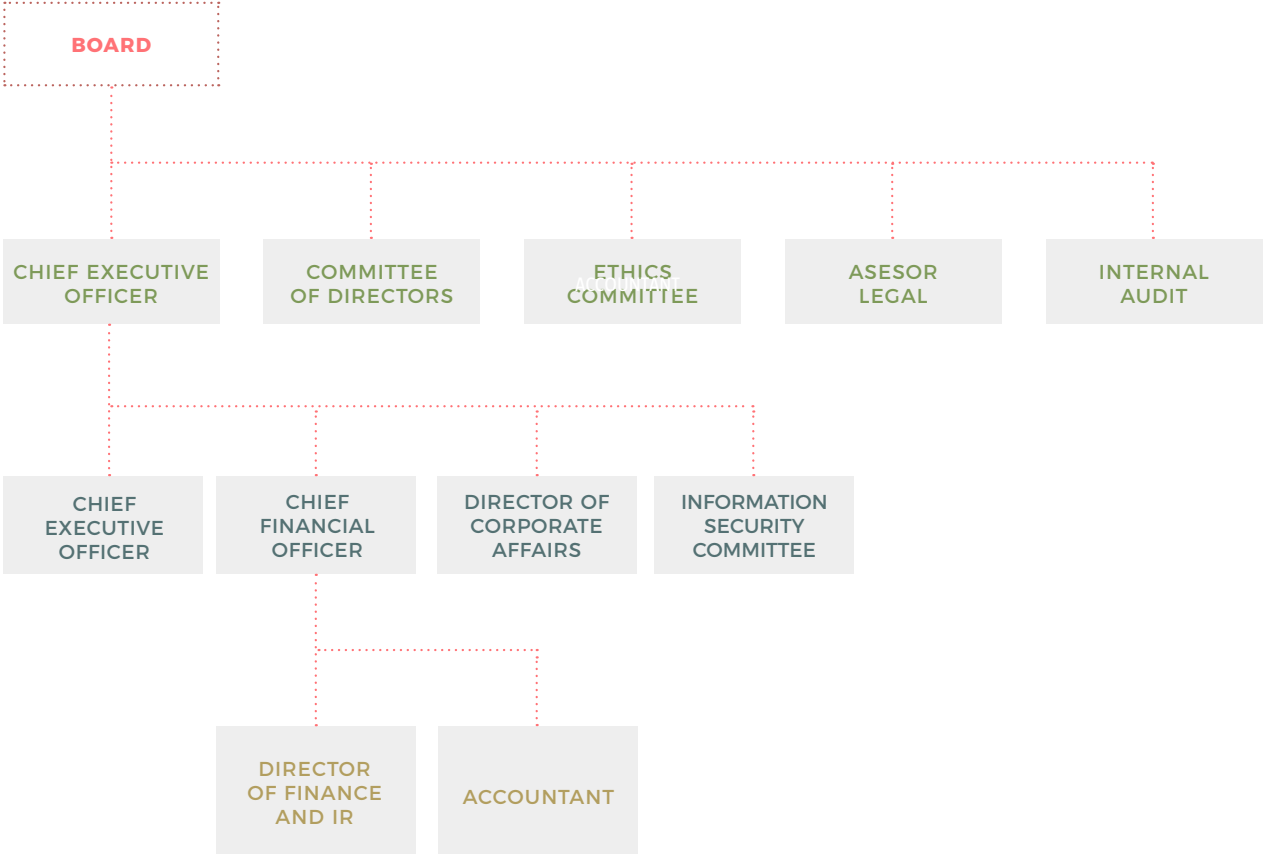 BOARD
CHIEF EXECUTIVE
OFFICER
COMMITTEE
OF DIRECTORS
ETHICS
ACCOUNTANT
COMMITTEE
ASESOR
LEGAL
INTERNAL
AUDIT
CHIEF
EXECUTIVE
OFFICER
CHIEF
FINANCIAL
OFFICER
DIRECTOR OF
CORPORATE
AFFAIRS
INFORMATION
SECURITY
COMMITTEE
DIRECTOR
OF FINANCE
AND IR
ACCOUNTANT